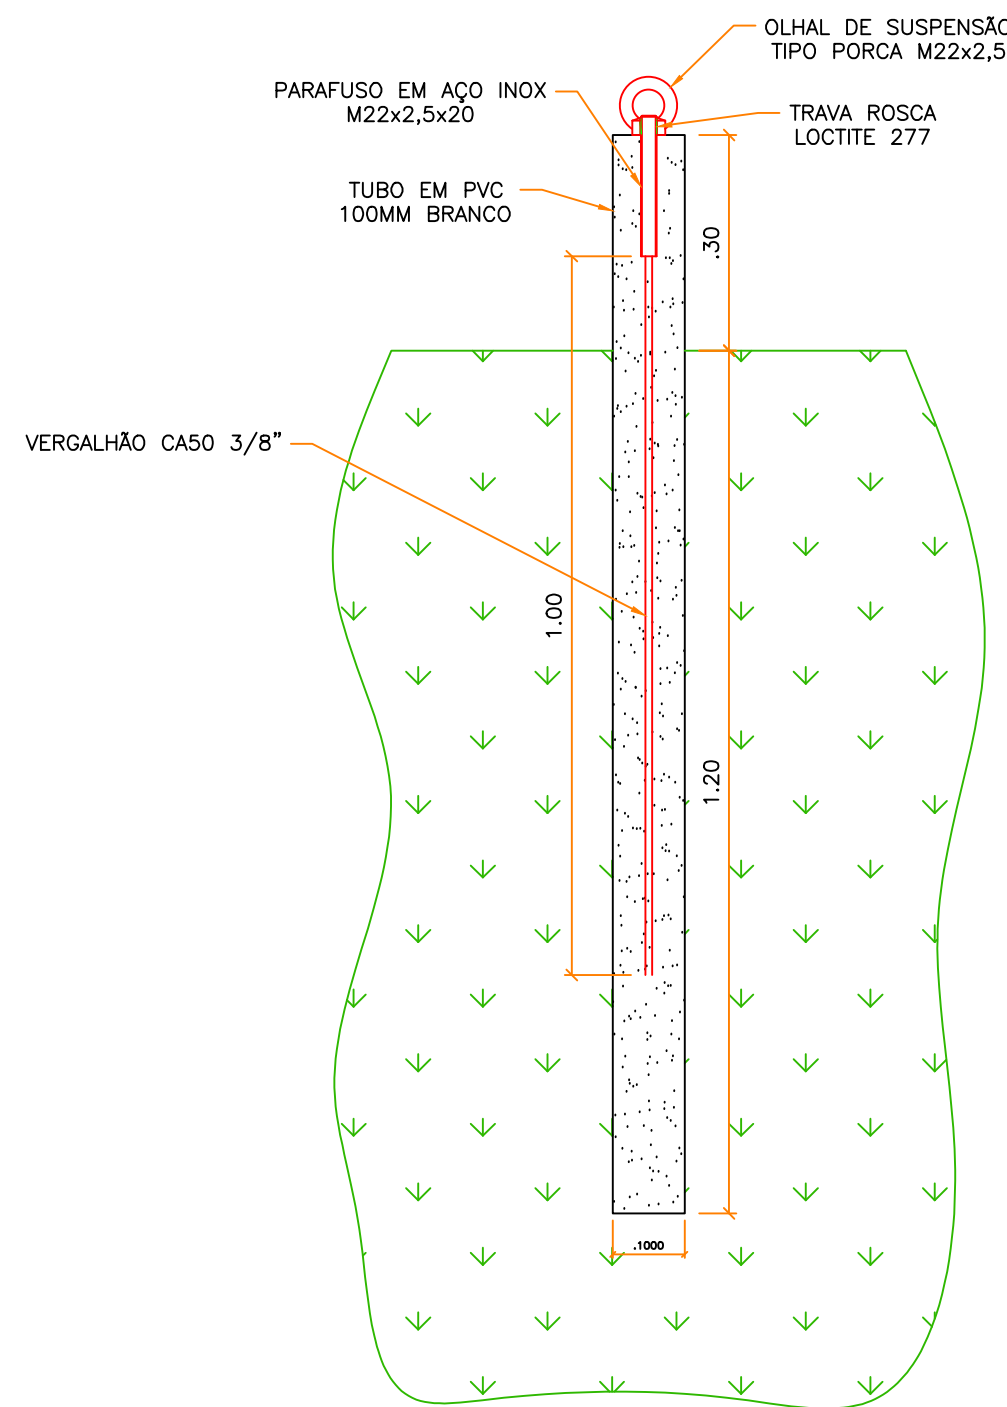 OLHAL DE SUSPENSÃO
TIPO PORCA M22x2,5
PARAFUSO EM AÇO INOX
M22x2,5x20
TRAVA ROSCA
LOCTITE 277
TUBO EM PVC
100MM BRANCO
.30
VERGALHÃO CA50 3/8"
1.00
1.20
.1000